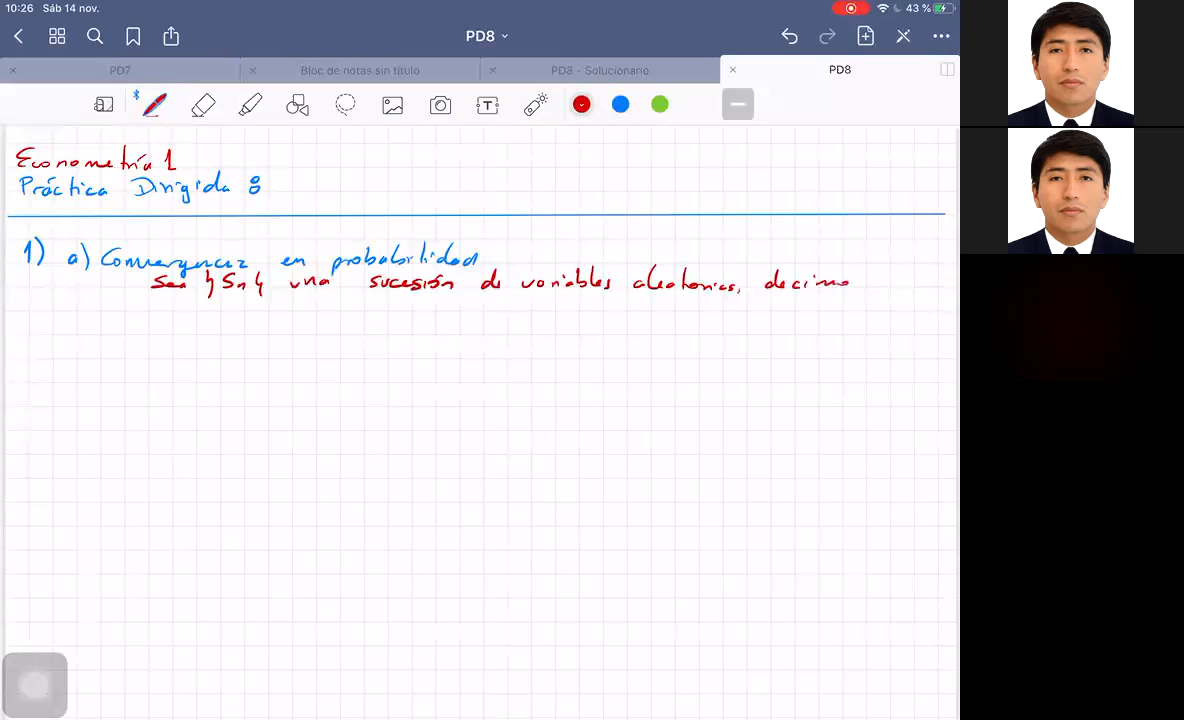 10:26 Sáb 14 nov. 43 %
PD8
PD7 Bloc de notas sin título PD8 - Solucionario PD8
Econometría 1
Práctica Dirigida 8
1) a) Convergencia en probabilidad
Sea {Sn} una sucesión de variables aleatorias, decimo